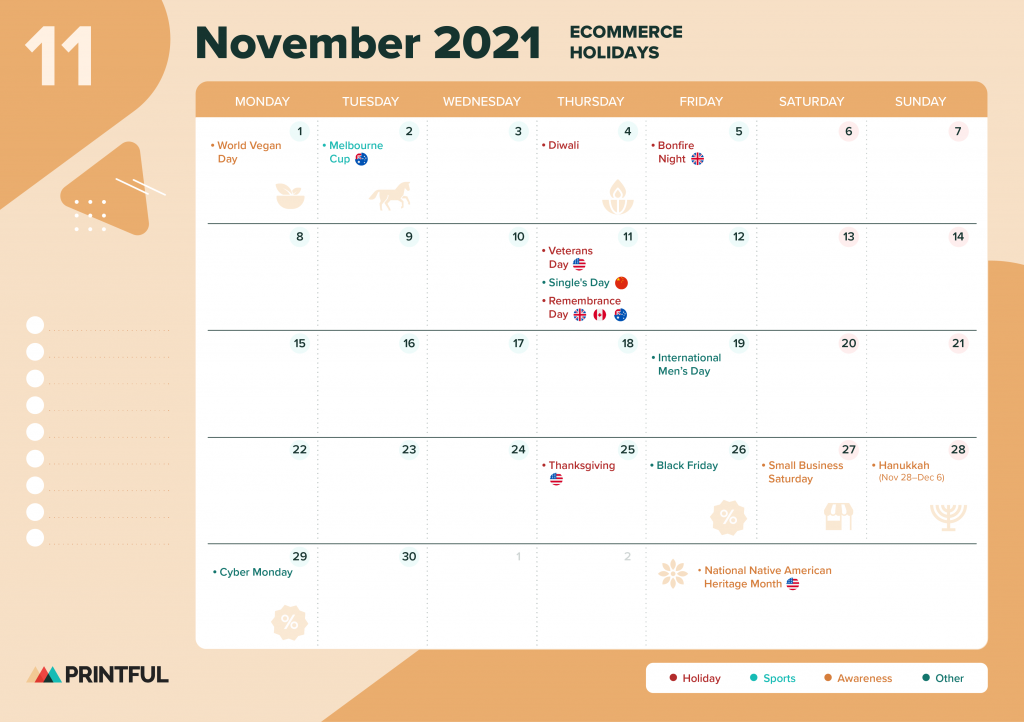 11
November 2021
ECOMMERCE
HOLIDAYS
MONDAY TUESDAY WEDNESDAY THURSDAY FRIDAY SATURDAY SUNDAY
1 2 3 4 5 6 7
• World Vegan
Day
• Melbourne
Cup
• Diwali
• Bonfire
Night
8 9 10 11 12 13 14
• Veterans
Day
• Single's Day
• Remembrance
Day
15 16 17 18 19 20 21
• International
Men's Day
22 23 24 25 26 27 28
• Thanksgiving
• Black Friday
• Small Business
Saturday
• Hanukkah
(Nov 28–Dec 6)
29 30 1 2
• Cyber Monday
%
%
• National Native American
Heritage Month
PRINTFUL
Holiday Sports Awareness Other